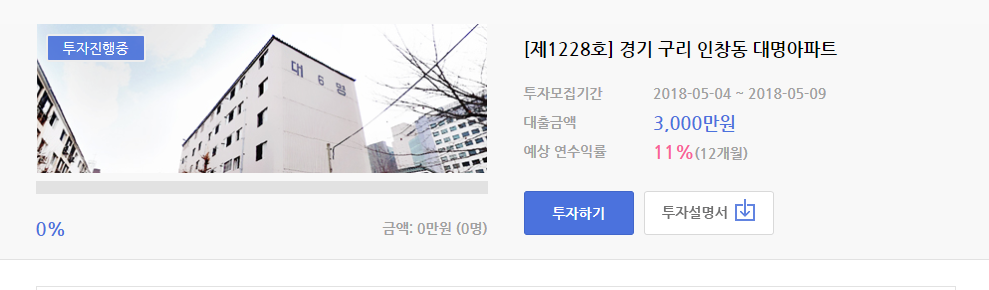 투자진행중
대 6 명
[제1228호] 경기 구리 인창동 대명아파트
투자모집기간 2018-05-04 ~ 2018-05-09
대출금액 3,000만원
예상 연수익률 11%(12개월)
0% 금액: 0만원 (0명)
투자하기 투자설명서